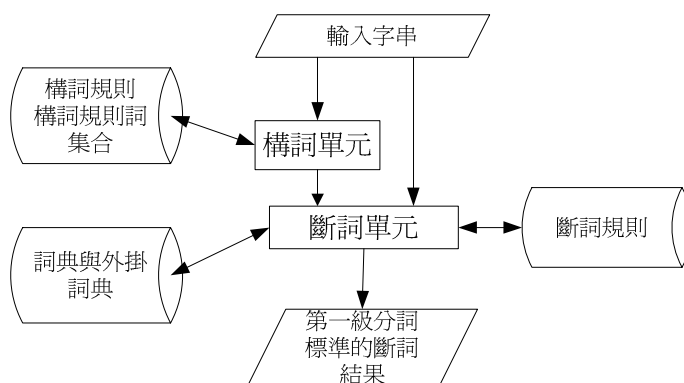 輸入字串
構詞規則
構詞規則詞
集合
構詞單元
斷詞單元
斷詞規則
詞典與外掛
詞典
第一級分詞
標準的斷詞
結果